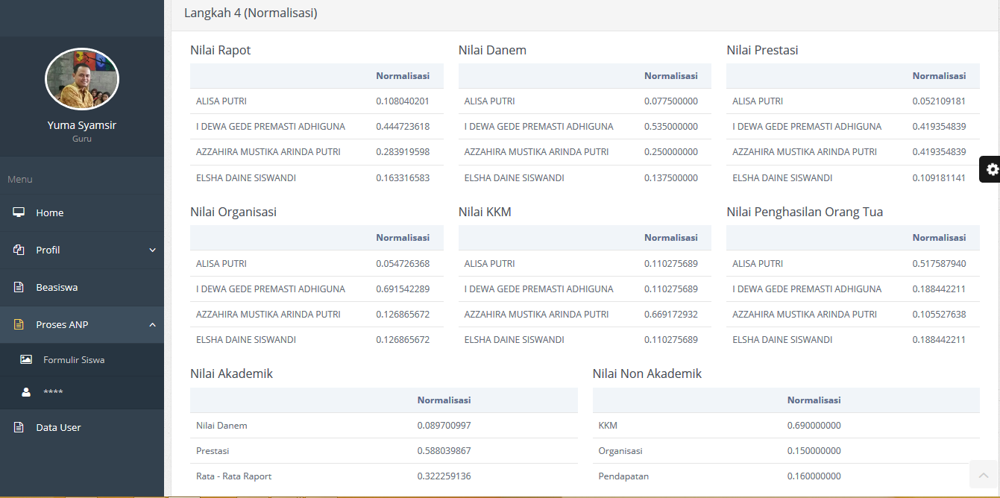 Langkah 4 (Normalisasi)
Yuma Syamsir
Guru
Menu
Home
Profil
Beasiswa
Proses ANP
Formulir Siswa
****
Data User
Nilai Rapot
Normalisasi
ALISA PUTRI 0.108040201
I DEWA GEDE PREMASTI ADHIGUNA 0.444723618
AZZAHIRA MUSTIKA ARINDA PUTRI 0.283919598
ELSHA DAINE SISWANDI 0.163316583
Nilai Danem
Normalisasi
ALISA PUTRI 0.077500000
I DEWA GEDE PREMASTI ADHIGUNA 0.535000000
AZZAHIRA MUSTIKA ARINDA PUTRI 0.250000000
ELSHA DAINE SISWANDI 0.137500000
Nilai Prestasi
Normalisasi
ALISA PUTRI 0.052109181
I DEWA GEDE PREMASTI ADHIGUNA 0.419354839
AZZAHIRA MUSTIKA ARINDA PUTRI 0.419354839
ELSHA DAINE SISWANDI 0.109181141
Nilai Organisasi
Normalisasi
ALISA PUTRI 0.054726368
I DEWA GEDE PREMASTI ADHIGUNA 0.691542289
AZZAHIRA MUSTIKA ARINDA PUTRI 0.126865672
ELSHA DAINE SISWANDI 0.126865672
Nilai KKM
Normalisasi
ALISA PUTRI 0.110275689
I DEWA GEDE PREMASTI ADHIGUNA 0.110275689
AZZAHIRA MUSTIKA ARINDA PUTRI 0.669172932
ELSHA DAINE SISWANDI 0.110275689
Nilai Penghasilan Orang Tua
Normalisasi
ALISA PUTRI 0.517587940
I DEWA GEDE PREMASTI ADHIGUNA 0.188442211
AZZAHIRA MUSTIKA ARINDA PUTRI 0.105527638
ELSHA DAINE SISWANDI 0.188442211
Nilai Akademik
Normalisasi
Nilai Danem 0.089700997
Prestasi 0.588039867
Rata - Rata Raport 0.322259136
Nilai Non Akademik
Normalisasi
KKM 0.690000000
Organisasi 0.150000000
Pendapatan 0.160000000